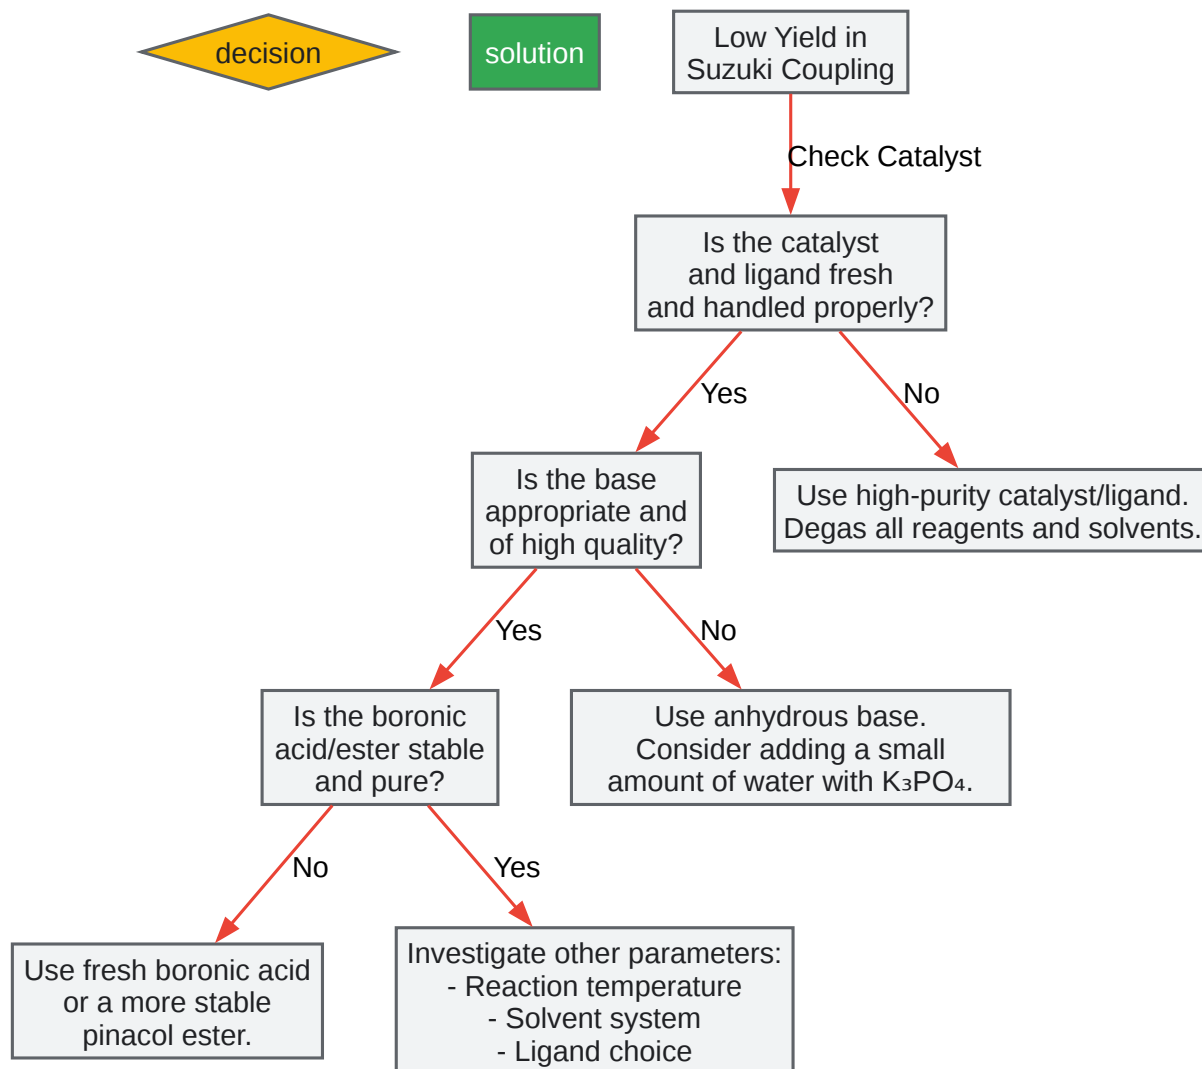 decision
solution
Low Yield in
Suzuki Coupling
Check Catalyst
Is the catalyst
and ligand fresh
and handled properly?
Yes
No
Is the base
appropriate and
of high quality?
Use high-purity catalyst/ligand.
Degas all reagents and solvents.
Yes
No
Is the boronic
acid/ester stable
and pure?
Use anhydrous base.
Consider adding a small
amount of water with K₃PO₄.
No
Yes
Use fresh boronic acid
or a more stable
pinacol ester.
Investigate other parameters:
- Reaction temperature
- Solvent system
- Ligand choice